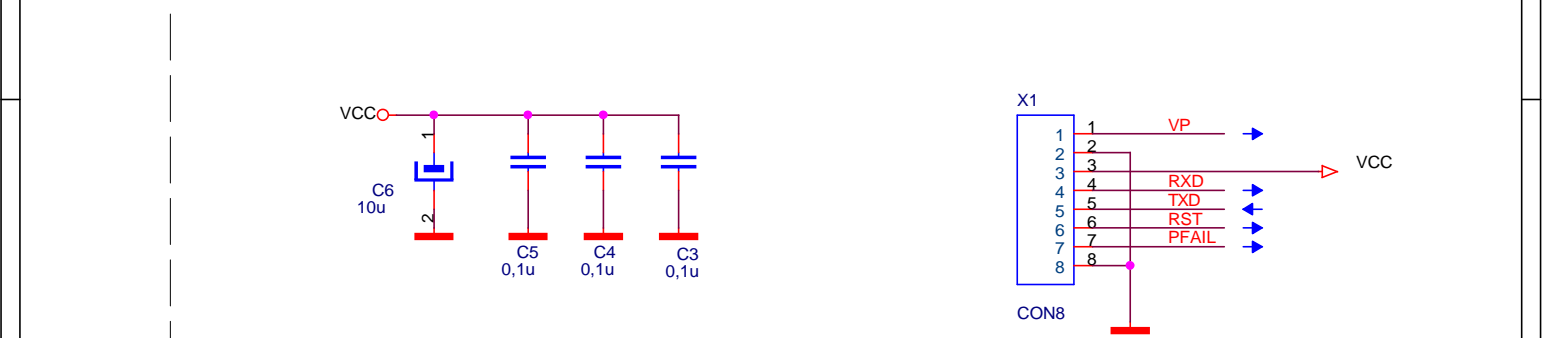 VCC
1
2
C6
10u
C5
0,1u
C4
0,1u
C3
0,1u
X1
1 1 VP
2 2
3 3 VCC
4 4 RXD
5 5 TXD
6 6 RST
7 7 PFAIL
8 8
CON8